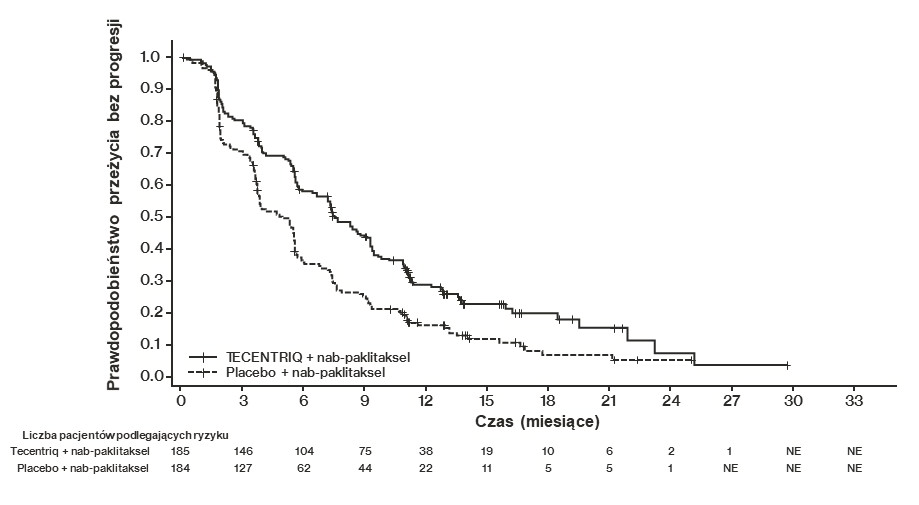 Prawdopodobieństwo przeżycia bez progresji
1.0
0.9
0.8
0.7
0.6
0.5
0.4
0.3
0.2
0.1
0.0
TECENTRIQ + nab-paklitaksel
Placebo + nab-paklitaksel
0 3 6 9 12 15 18 21 24 27 30 33
Czas (miesiące)
Liczba pacjentów podlegających ryzyku
Tecentriq + nab-paklitaksel 185 146 104 75 38 19 10 6 2 1 NE NE
Placebo + nab-paklitaksel 184 127 62 44 22 11 5 5 1 NE NE NE